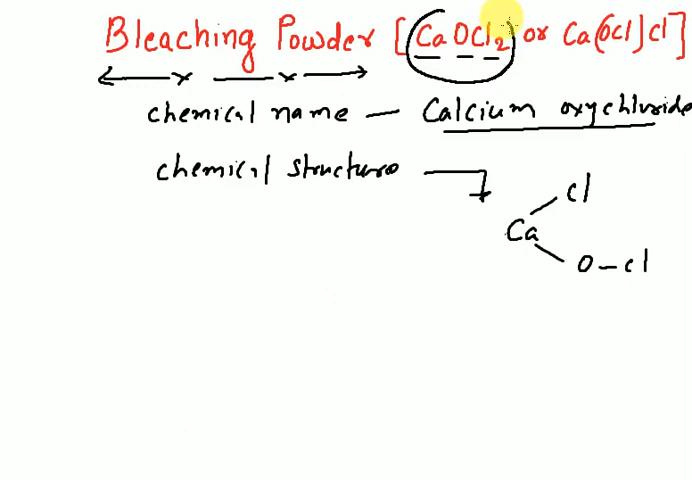 Bleaching Powder [CaOCl2 or Ca(OCl)Cl]
chemical name — Calcium oxychloride
chemical structure
Cl
Ca
O-Cl